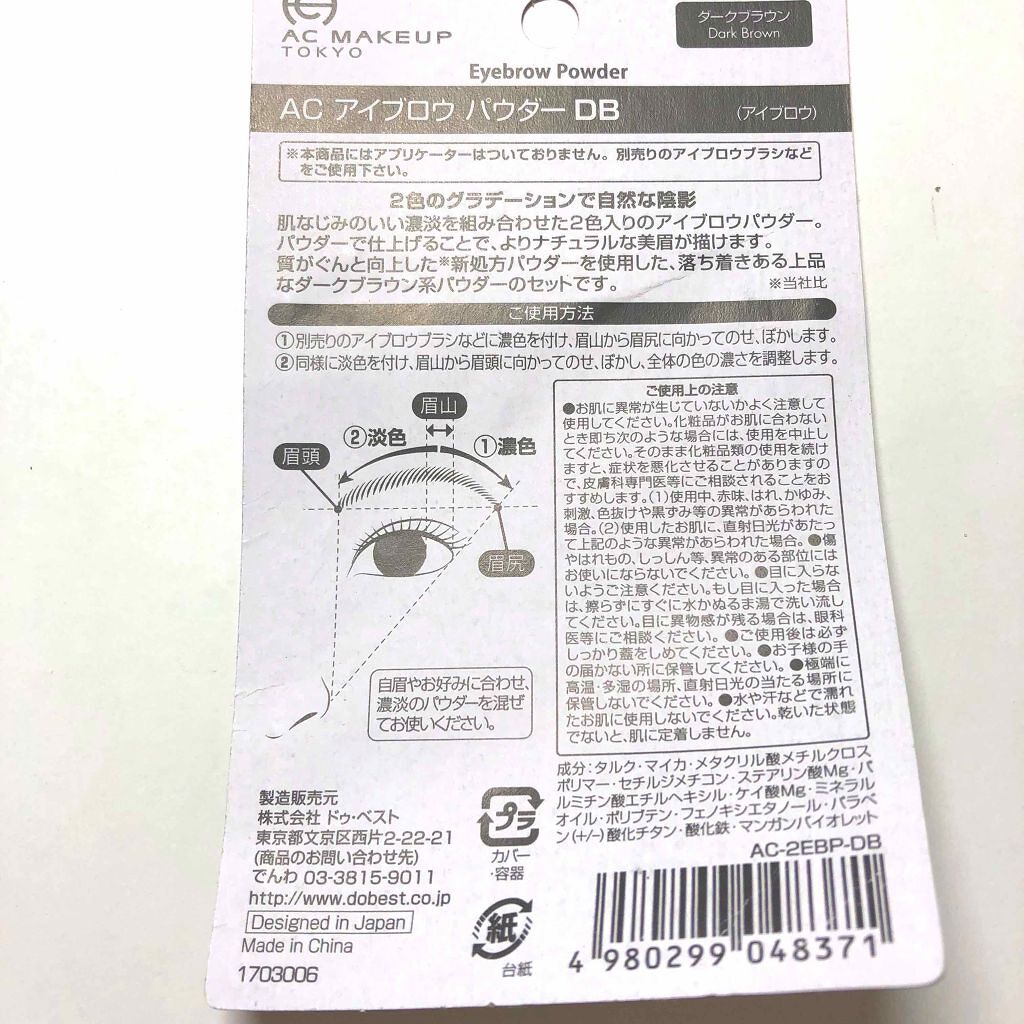 AC MAKEUP
TOKYO
ダークブラウン
Dark Brown
Eyebrow Powder
AC アイブロウ パウダー DB
(アイブロウ)
※本商品にはアプリケーターはついておりません。別売りのアイブロウブラシなど
をご使用下さい。
2色のグラデーションで自然な陰影
肌なじみのいい濃淡を組み合わせた2色入りのアイブロウパウダー。
パウダーで仕上げることで、よりナチュラルな美眉が描けます。
質がぐんと向上した※新処方パウダーを使用した、落ち着きある上品
なダークブラウン系パウダーのセットです。
※当社比
ご使用方法
①別売りのアイブロウブラシなどに濃色を付け、眉山から眉尻に向かってのせ、ぼかします。
②同様に淡色を付け、眉山から眉頭に向かってのせ、ぼかし、全体の色の濃さを調整します。
眉山
②淡色
①濃色
眉頭
眉尻
自眉やお好みに合わせ、
濃淡のパウダーを混ぜ
てお使いください。
ご使用上の注意
●お肌に異常が生じていないかよく注意して
使用してください。化粧品がお肌に合わない
とき即ち次のような場合には、使用を中止し
てください。そのまま化粧品類の使用を続け
ますと、症状を悪化させることがありますの
で、皮膚科専門医等にご相談されることをお
すすめします。(1)使用中、赤味、はれ、かゆみ、
刺激、色抜けや黒ずみ等の異常があらわれた
場合。(2)使用したお肌に、直射日光があたっ
て上記のような異常があらわれた場合。●傷
やはれもの、しっしん等、異常のある部位には
お使いにならないでください。●目に入らな
いようご注意ください。もし目に入った場合
は、擦らずにすぐに水かぬるま湯で洗い流し
てください。目に異物感が残る場合は、眼科
医等にご相談ください。●ご使用後は必ず
しっかり蓋をしめてください。●お子様の手
の届かない所に保管してください。●極端に
高温・多湿の場所、直射日光の当たる場所に
保管しないでください。●水や汗などで濡れ
たお肌に使用しないでください。乾いた状態
でないと、肌に定着しません。
成分：タルク・マイカ・メタクリル酸メチルクロス
ポリマー・セチルジメチコン・ステアリン酸Mg・パ
ルミチン酸エチルヘキシル・ケイ酸Mg・ミネラル
オイル・ポリブテン・フェノキシエタノール・パラベ
ン(+/-)酸化チタン・酸化鉄・マンガンバイオレット
AC-2EBP-DB
4 980299 048371
製造販売元
株式会社 ドゥ・ベスト
東京都文京区西片2-22-21
(商品のお問い合わせ先)
でんわ 03-3815-9011
http://www.dobest.co.jp
Designed in Japan
Made in China
1703006
プラ
カバー
・容器
紙
台紙